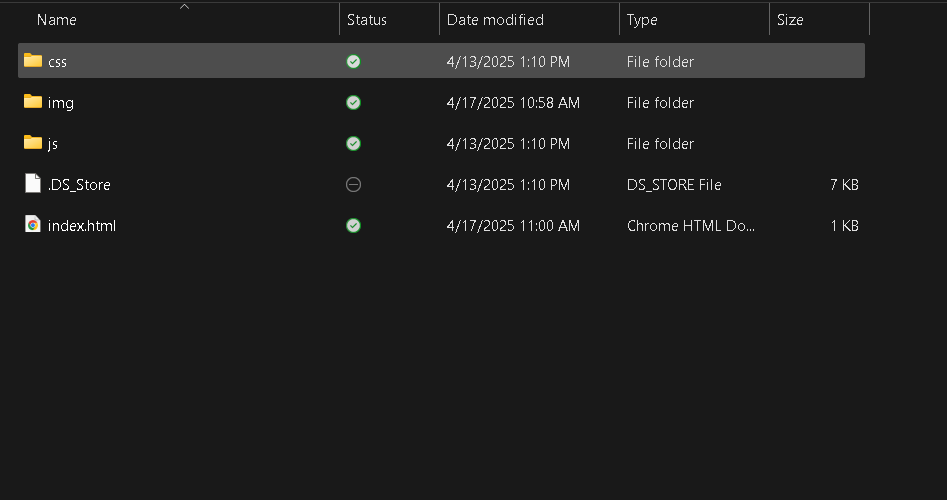 Name Status Date modified Type Size
css 4/13/2025 1:10 PM File folder
img 4/17/2025 10:58 AM File folder
js 4/13/2025 1:10 PM File folder
.DS_Store 4/13/2025 1:10 PM DS_STORE File 7 KB
index.html 4/17/2025 11:00 AM Chrome HTML Do... 1 KB